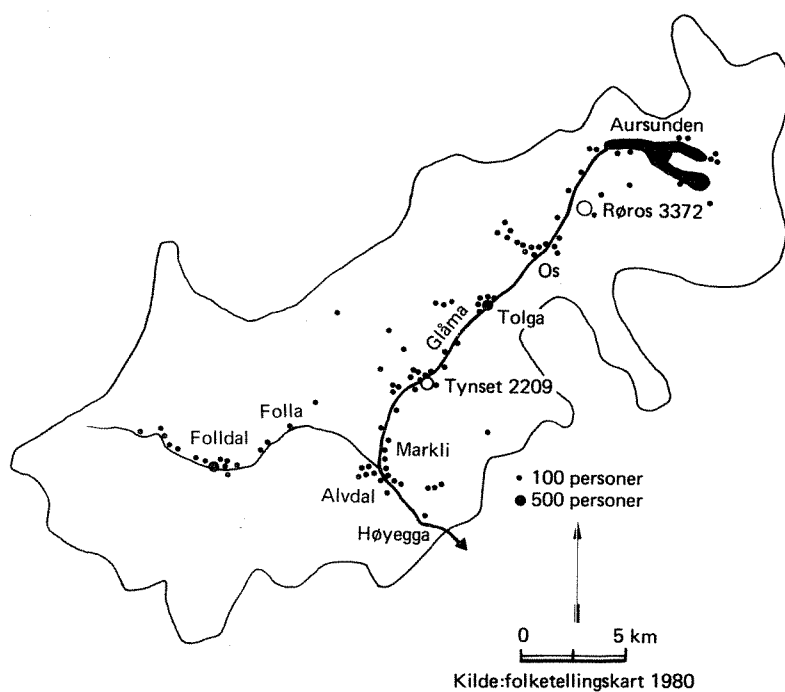 Aursunden
Røros 3372
Os
Glåma
Tolga
Tynset 2209
Folla
Folldal
Markli
Alvdal
Høyegga
100 personer
500 personer
0 5 km
Kilde:folketellingskart 1980